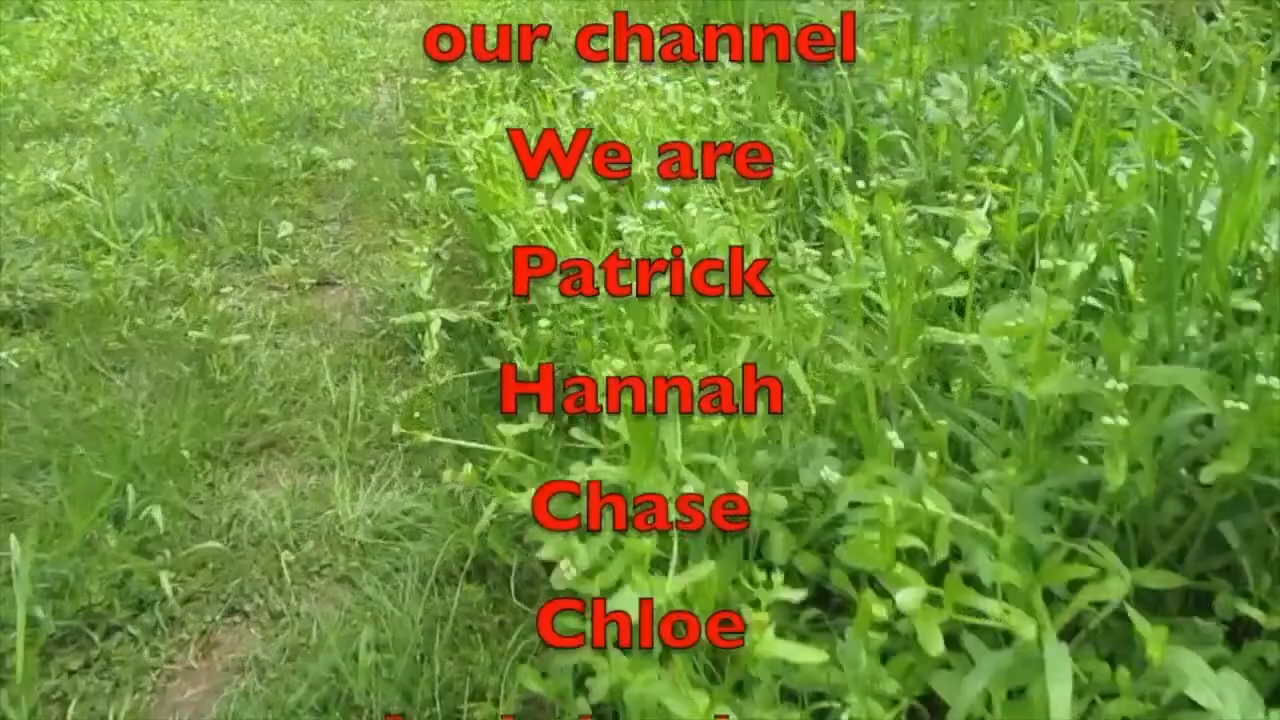 our channel
We are
Patrick
Hannah
Chase
Chloe